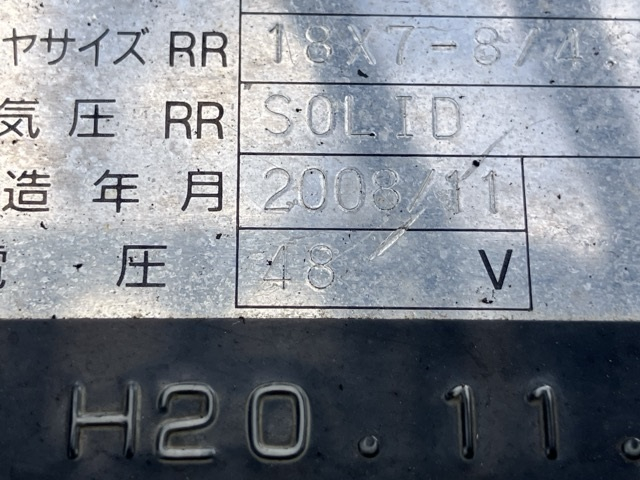 ヤサイズ RR 18X7-8/4
気圧 RR SOLID
造年月 2008/11
電圧 48 V
H20.11.